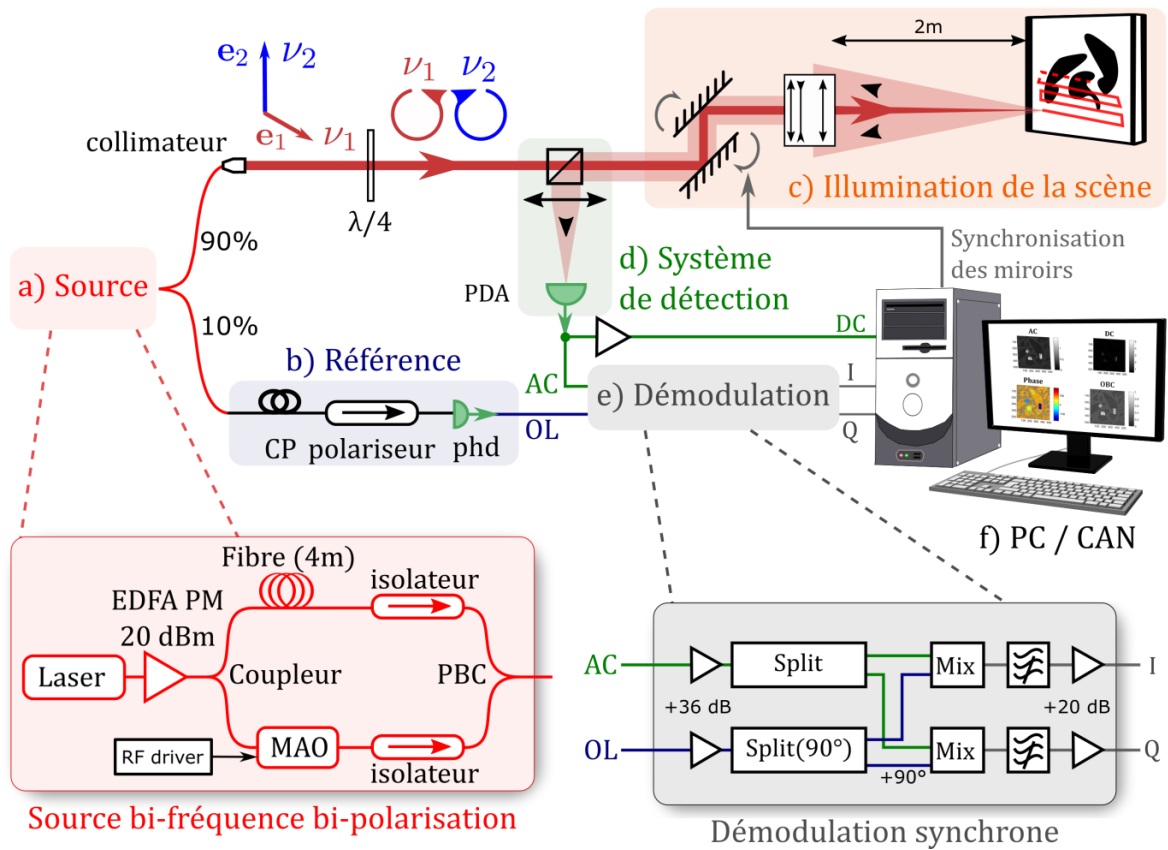 e₂ ν₂
ν₁ ν₂
e₁ ν₁
collimateur
λ/4
2m
c) Illumination de la scène
90%
a) Source
10%
PDA
d) Système
de détection
Synchronisation
des miroirs
DC
b) Référence
AC
e) Démodulation
I
OL
Q
CP polariseur phd
AC
DC
Phase
OBC
f) PC / CAN
Fibre (4m)
isolateur
EDFA PM
20 dBm
Laser
Coupleur
PBC
RF driver
MAO
isolateur
Source bi-fréquence bi-polarisation
AC
Split
Mix
I
+36 dB
+20 dB
OL
Split(90°)
Mix
Q
+90°
Démodulation synchrone